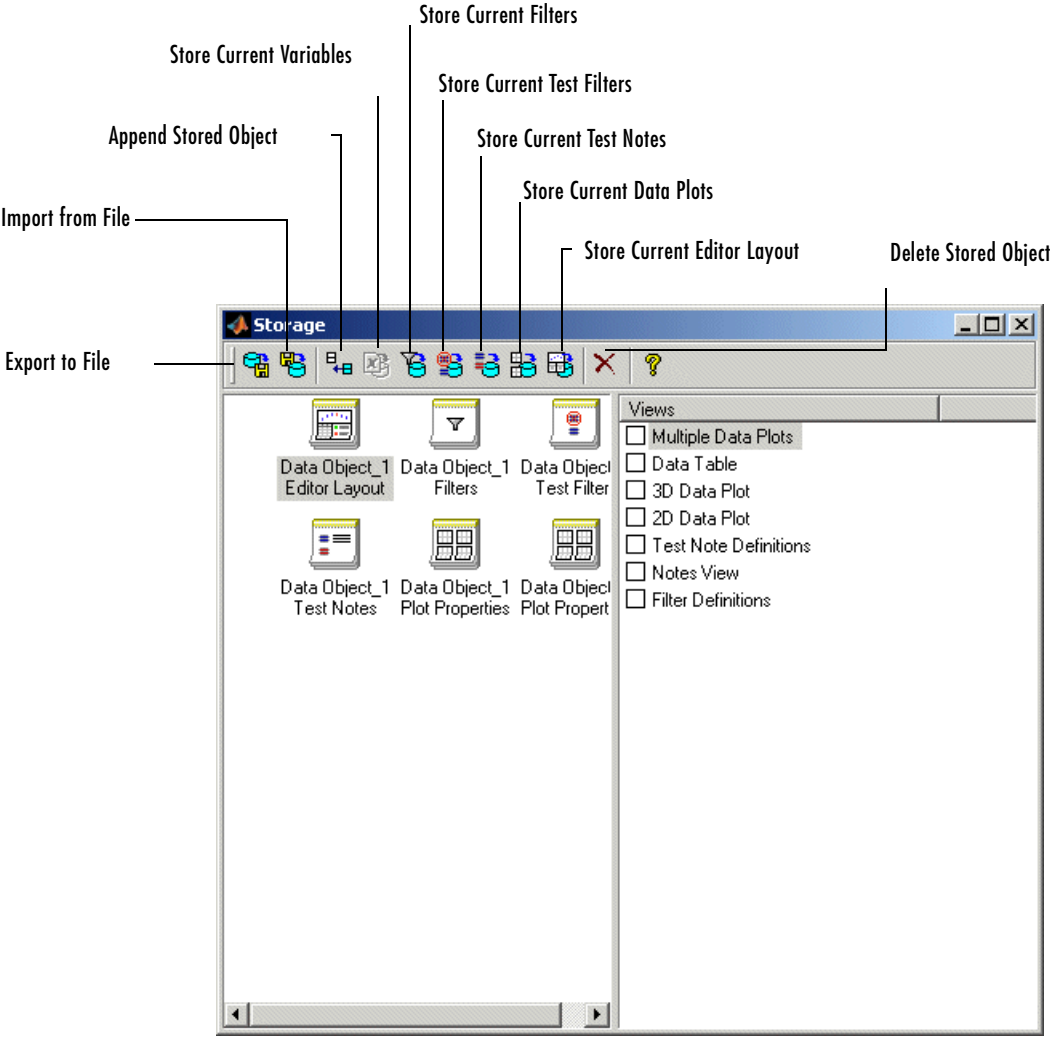 Store Current Filters
Store Current Variables
Store Current Test Filters
Append Stored Object
Store Current Test Notes
Store Current Data Plots
Import from File
Store Current Editor Layout
Delete Stored Object
Export to File
Storage
Views
Multiple Data Plots
Data Table
3D Data Plot
2D Data Plot
Test Note Definitions
Notes View
Filter Definitions
Data Object_1
Editor Layout
Data Object_1
Filters
Data Object
Test Filter
Data Object_1
Test Notes
Data Object_1
Plot Properties
Data Object
Plot Propert